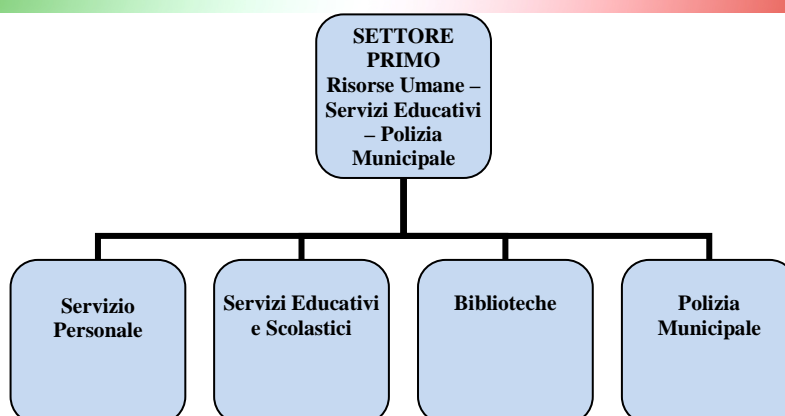 SETTORE
PRIMO
Risorse Umane –
Servizi Educativi
– Polizia
Municipale
Servizio
Personale
Servizi Educativi
e Scolastici
Biblioteche
Polizia
Municipale